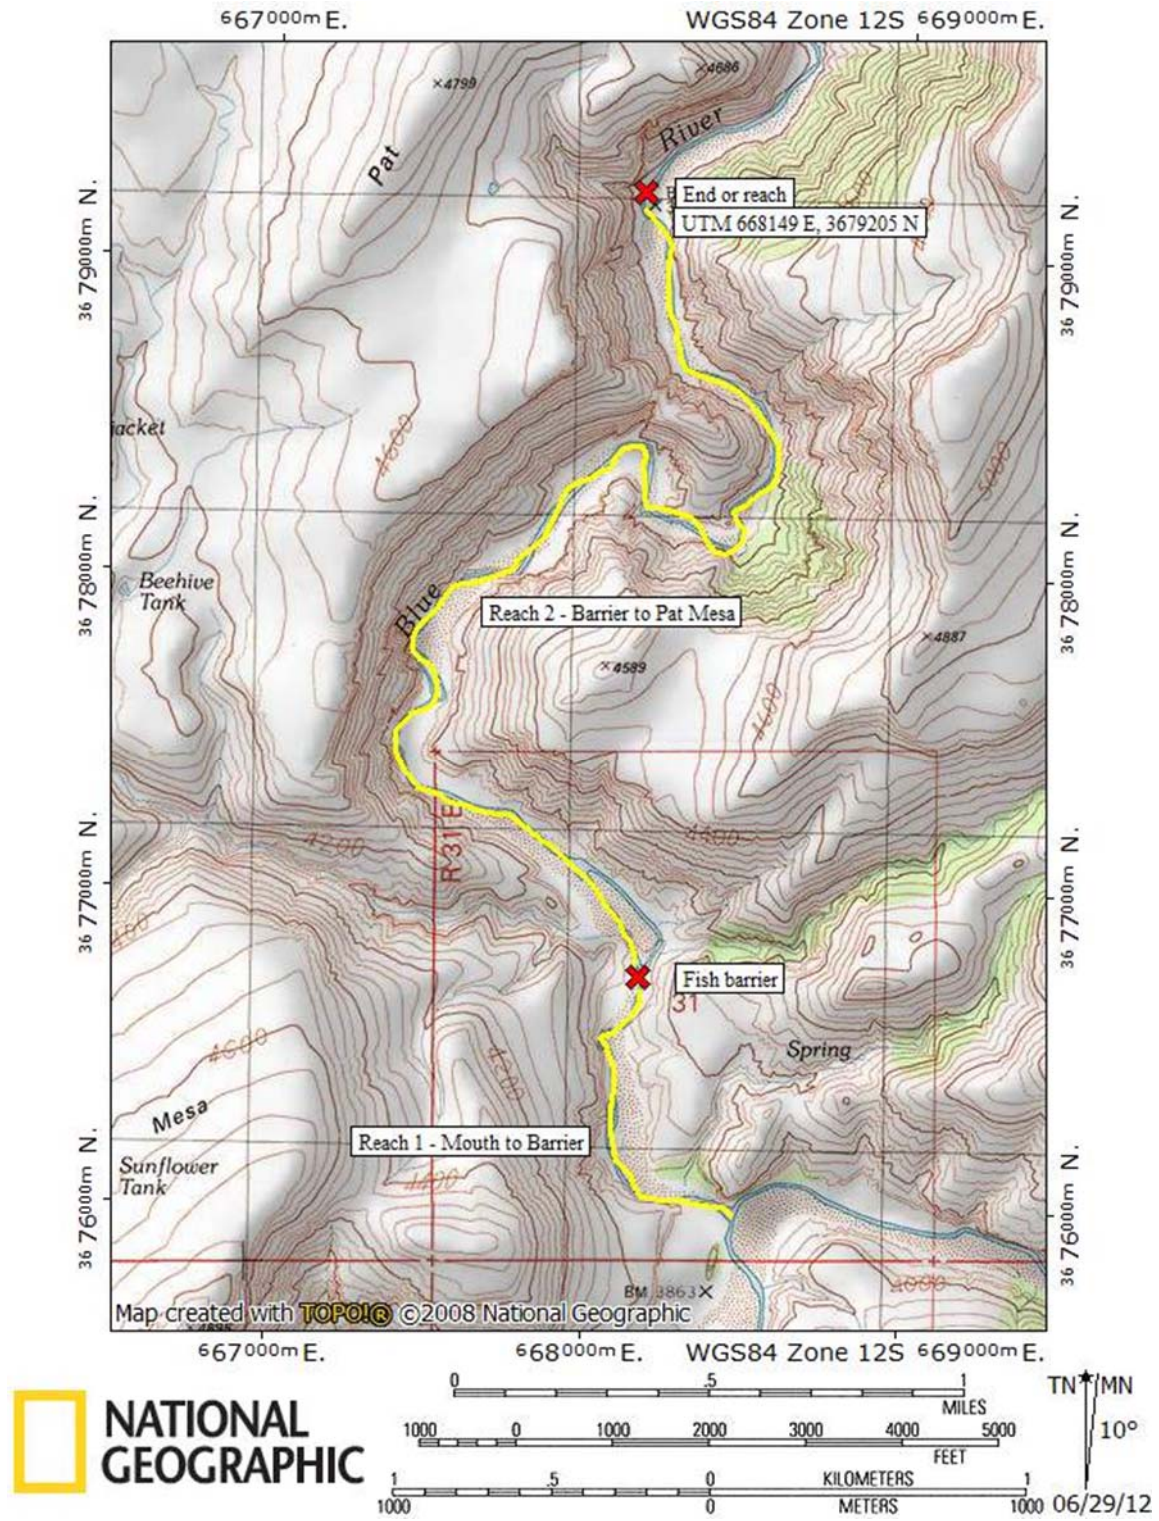 667000m E.
WGS84 Zone 12S 669000m E.
×4799
×4686
Pat
River
End or reach
UTM 668149 E, 3679205 N
3679000m N.
3679000m N.
jacket
4600
5000
3678000m N.
3678000m N.
Beehive
Tank
Blue
Reach 2 - Barrier to Pat Mesa
×4887
×4589
4600
R 31 E
4200
4400
3677000m N.
3677000m N.
Fish barrier
31
4600
4200
Spring
Mesa
Reach 1 - Mouth to Barrier
Sunflower
Tank
4400
3676000m N.
3676000m N.
BM 3863×
4000
Map created with TOPO!® ©2008 National Geographic
667000m E.
668000m E.
WGS84 Zone 12S 669000m E.
NATIONAL
GEOGRAPHIC
0 .5 1
MILES
1000 0 1000 2000 3000 4000 5000
FEET
1 .5 0 KILOMETERS 1
1000 0 METERS 1000
TN MN
10°
06/29/12